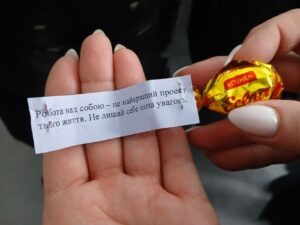 Робота над собою – це найкращий проект
твого життя. Не лишай себе поза увагою.
ROSHEN